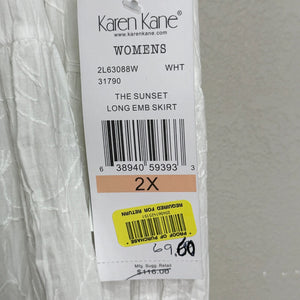 Karen Kane®
www.karenkane.com
WOMENS
2L63088W WHT
31790
THE SUNSET
LONG EMB SKIRT
6 38940 59393 3
2X
REQUIRED FOR RETURN
* PROOF OF PURCHASE *
69.60
Mfg Sugg Retail
$116.00